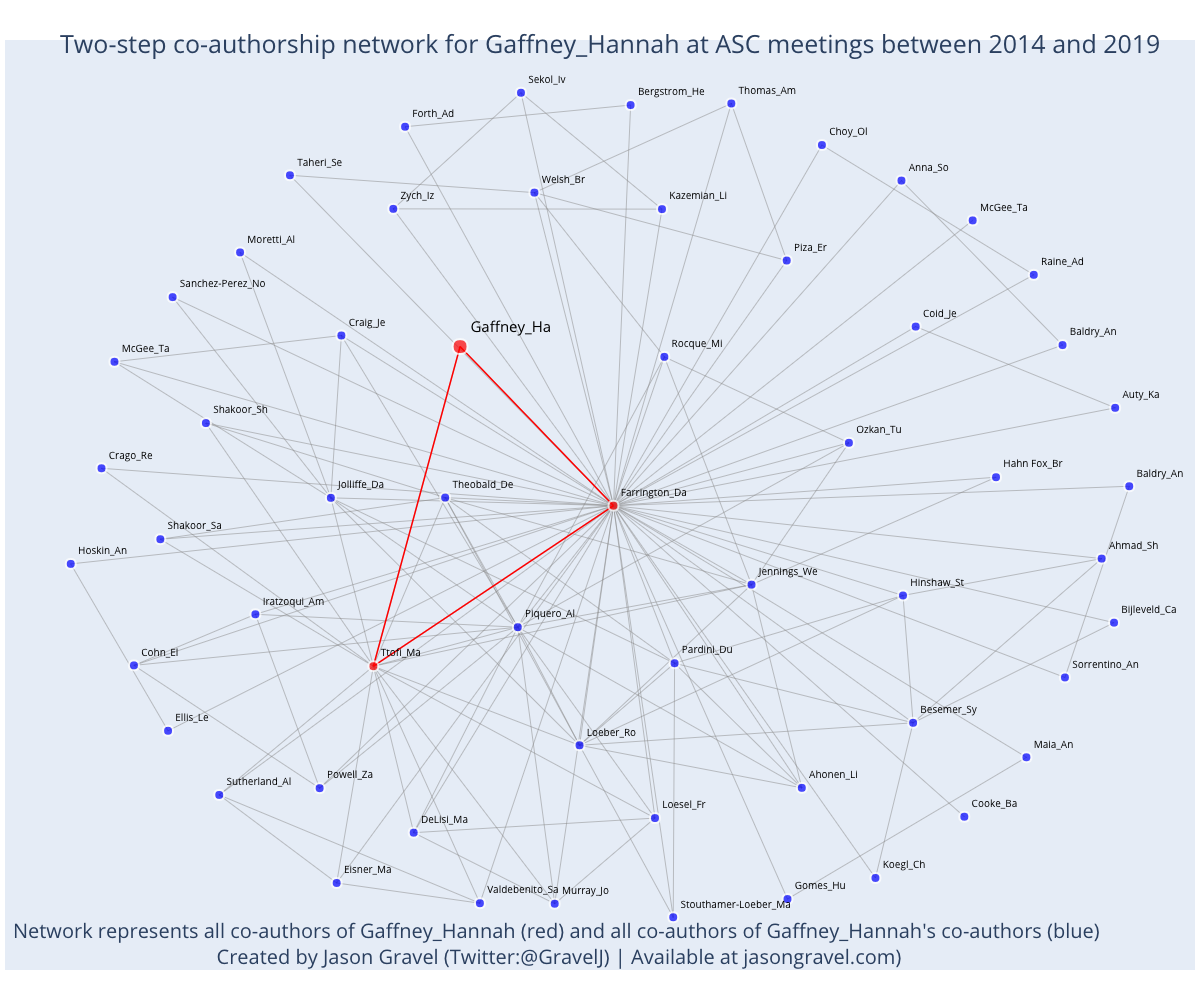 Two-step co-authorship network for Gaffney_Hannah at ASC meetings between 2014 and 2019
Sekol_Iv
Bergstrom_He
Thomas_Am
Forth_Ad
Choy_Ol
Taheri_Se
Anna_So
Welsh_Br
Zych_Iz
Kazemian_Li
McGee_Ta
Moretti_Al
Piza_Er
Raine_Ad
Sanchez-Perez_No
Craig_Je
Gaffney_Ha
Coid_Je
Baldry_An
McGee_Ta
Rocque_Mi
Auty_Ka
Shakoor_Sh
Ozkan_Tu
Crago_Re
Hahn Fox_Br
Baldry_An
Jolliffe_Da
Theobald_De
Farrington_Da
Shakoor_Sa
Hoskin_An
Ahmad_Sh
Jennings_We
Hinshaw_St
Iratzoqui_Am
Piquero_Al
Bijleveld_Ca
Cohn_El
Ttofi_Ma
Pardini_Du
Sorrentino_An
Ellis_Le
Besemer_Sy
Loeber_Ro
Maia_An
Sutherland_Al
Powell_Za
Ahonen_Li
Loesel_Fr
Cooke_Ba
DeLisi_Ma
Eisner_Ma
Koegl_Ch
Valdebenito_Sa
Murray_Jo
Gomes_Hu
Stouthamer-Loeber_Ma
Network represents all co-authors of Gaffney_Hannah (red) and all co-authors of Gaffney_Hannah's co-authors (blue)
Created by Jason Gravel (Twitter:@GravelJ) | Available at jasongravel.com)